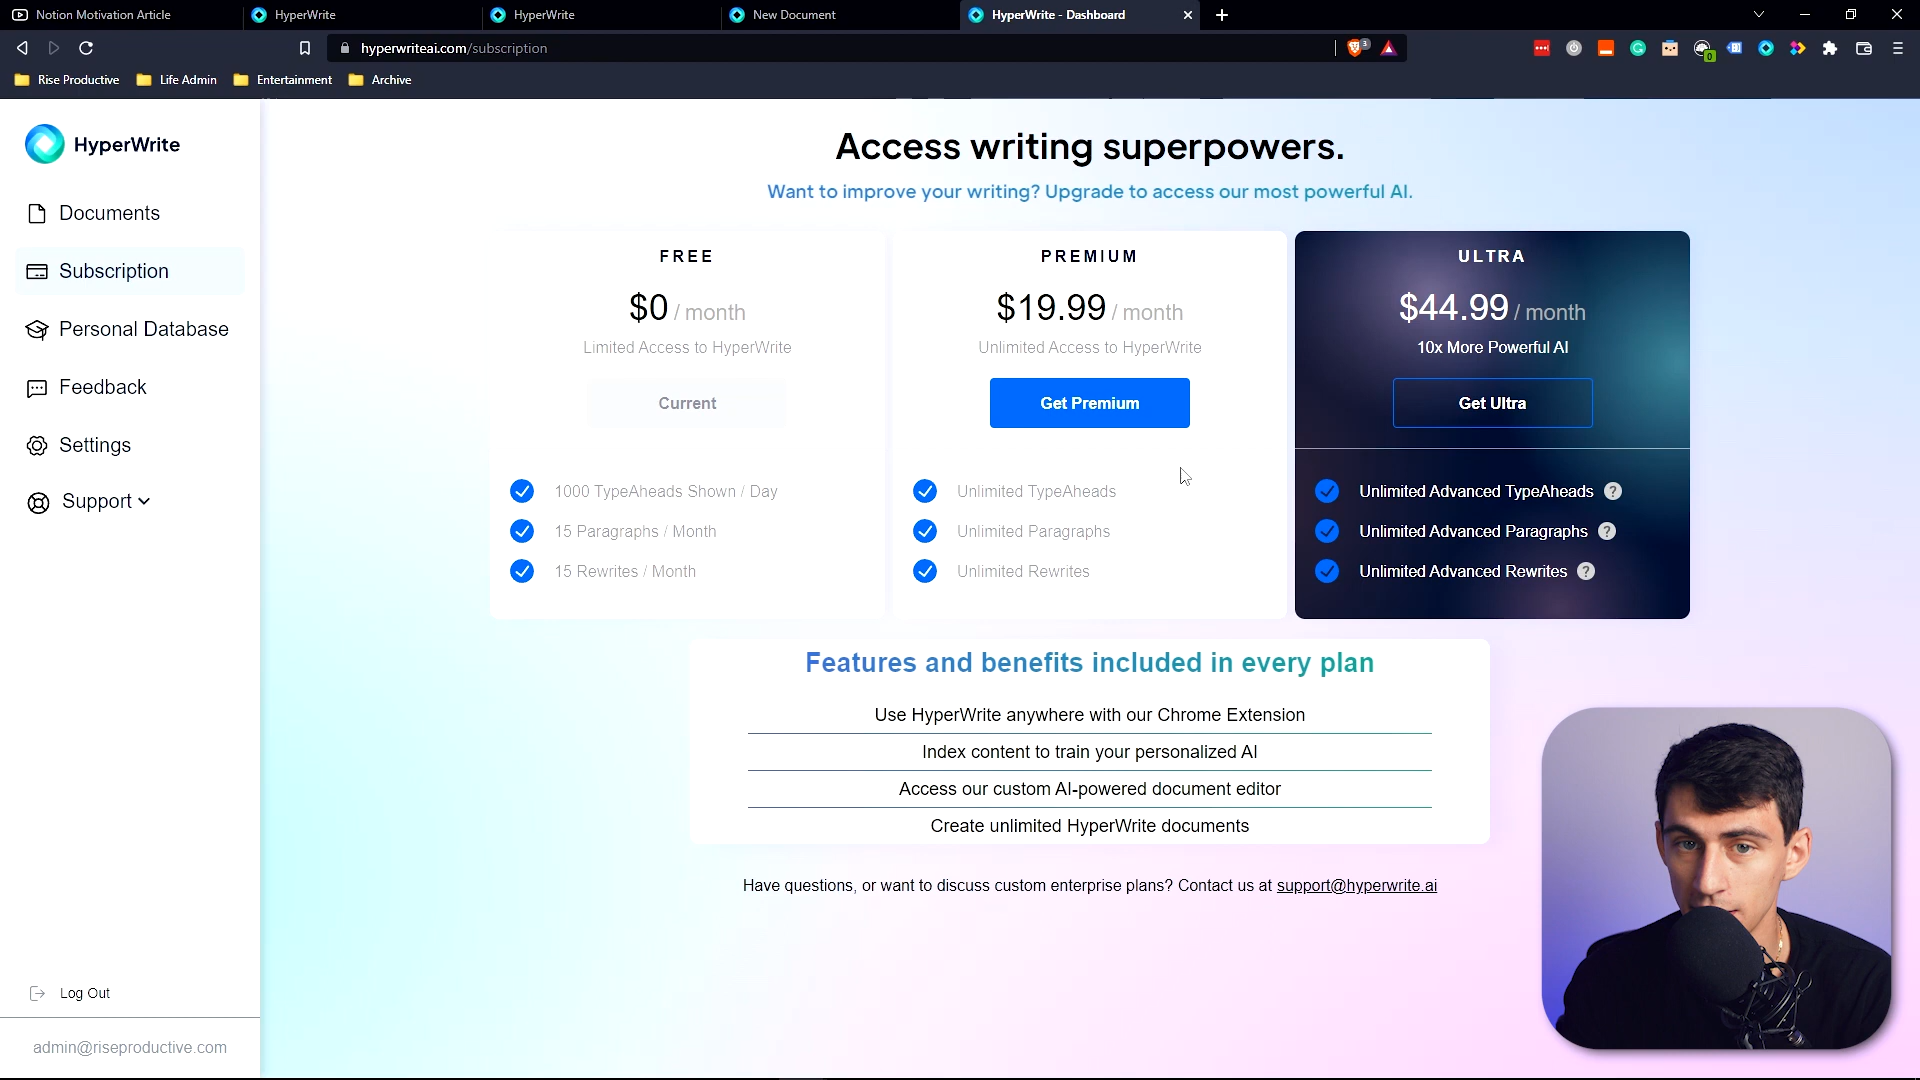 Notion Motivation Article
HyperWrite
HyperWrite
New Document
HyperWrite - Dashboard
hyperwriteai.com/subscription
3
0
Rise Productive
Life Admin
Entertainment
Archive
HyperWrite
Documents
Subscription
Personal Database
Feedback
Settings
Support
Log Out
admin@riseproductive.com
Access writing superpowers.
Want to improve your writing? Upgrade to access our most powerful AI.
FREE
$0 / month
Limited Access to HyperWrite
Current
1000 TypeAheads Shown / Day
15 Paragraphs / Month
15 Rewrites / Month
PREMIUM
$19.99 / month
Unlimited Access to HyperWrite
Get Premium
Unlimited TypeAheads
Unlimited Paragraphs
Unlimited Rewrites
ULTRA
$44.99 / month
10x More Powerful AI
Get Ultra
Unlimited Advanced TypeAheads ?
Unlimited Advanced Paragraphs ?
Unlimited Advanced Rewrites ?
Features and benefits included in every plan
Use HyperWrite anywhere with our Chrome Extension
Index content to train your personalized AI
Access our custom AI-powered document editor
Create unlimited HyperWrite documents
Have questions, or want to discuss custom enterprise plans? Contact us at support@hyperwrite.ai